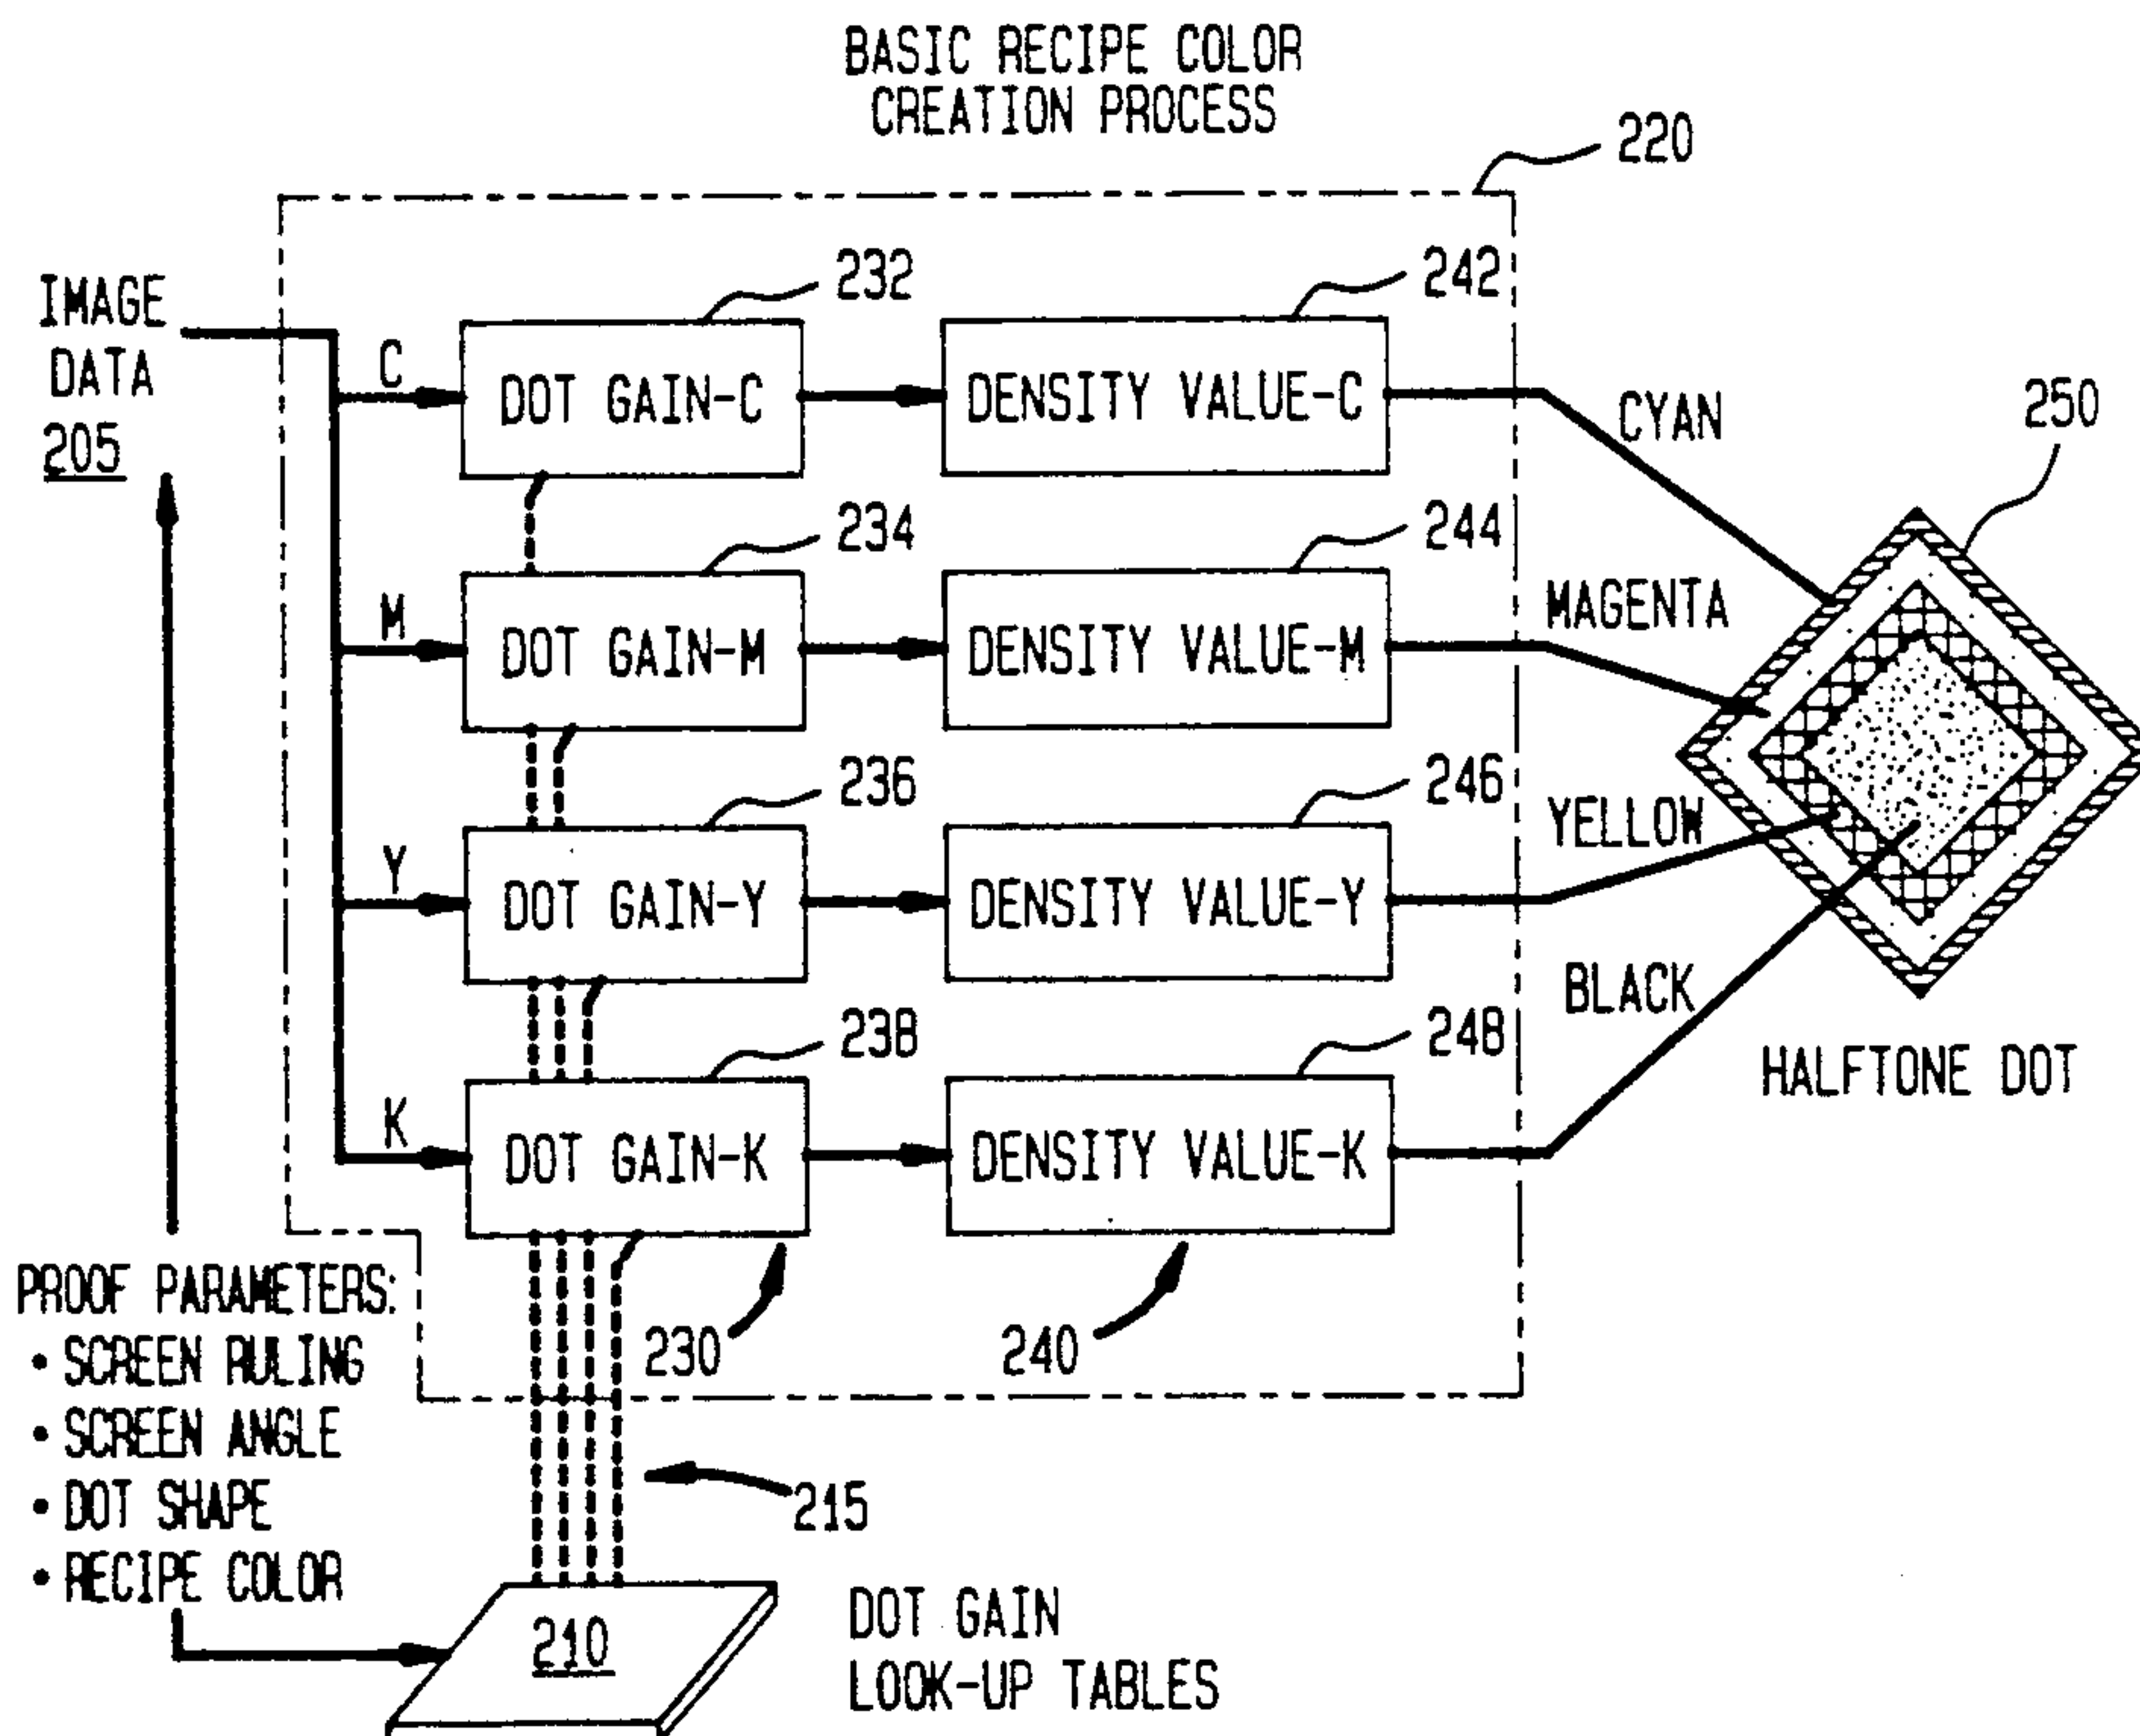 BASIC RECIPE COLOR
CREATION PROCESS
220
IMAGE
DATA
205
C
232
DOT GAIN-C
242
DENSITY VALUE-C
CYAN
250
M
234
DOT GAIN-M
244
DENSITY VALUE-M
MAGENTA
Y
236
DOT GAIN-Y
246
DENSITY VALUE-Y
YELLOW
K
238
DOT GAIN-K
248
DENSITY VALUE-K
BLACK
HALFTONE DOT
PROOF PARAMETERS:
• SCREEN RULING
• SCREEN ANGLE
• DOT SHAPE
• RECIPE COLOR
230
240
215
210
DOT GAIN
LOOK-UP TABLES